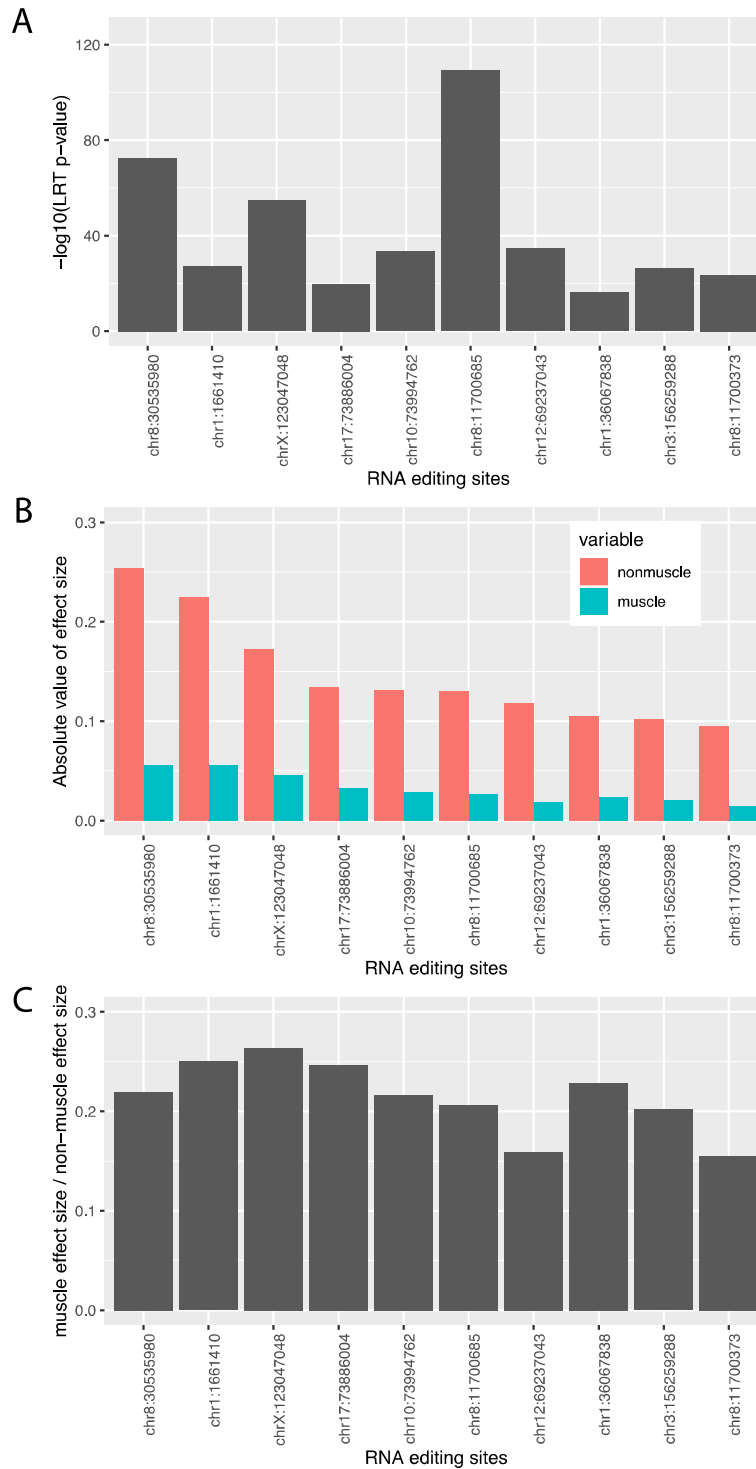 A
−log10(LRT p−value)
120
80
40
0
chr8:30535980
chr1:1661410
chrX:123047048
chr17:73886004
chr10:73994762
chr8:11700685
chr12:69237043
chr1:36067838
chr3:156259288
chr8:11700373
RNA editing sites
B
Absolute value of effect size
0.3
0.2
0.1
0.0
variable
nonmuscle
muscle
chr8:30535980
chr1:1661410
chrX:123047048
chr17:73886004
chr10:73994762
chr8:11700685
chr12:69237043
chr1:36067838
chr3:156259288
chr8:11700373
RNA editing sites
C
muscle effect size / non−muscle effect size
0.3
0.2
0.1
0.0
chr8:30535980
chr1:1661410
chrX:123047048
chr17:73886004
chr10:73994762
chr8:11700685
chr12:69237043
chr1:36067838
chr3:156259288
chr8:11700373
RNA editing sites